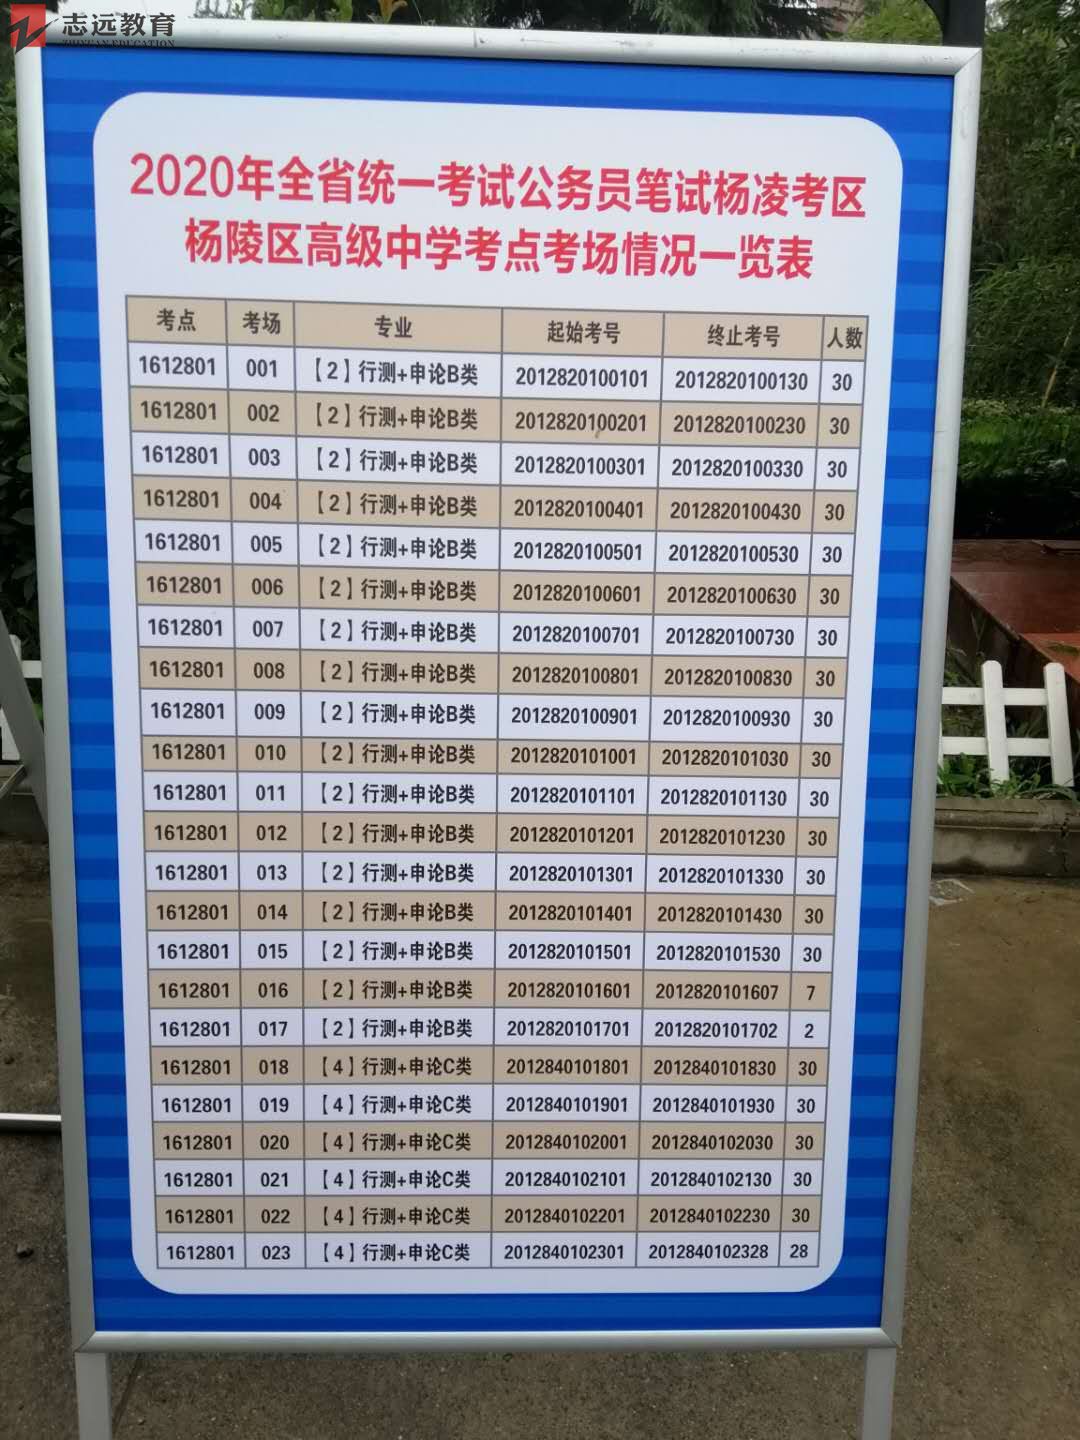 志远教育
ZHIYUAN EDUCATION
2020年全省统一考试公务员笔试杨凌考区
杨陵区高级中学考点考场情况一览表
考点 考场 专业 起始考号 终止考号 人数
1612801 001 【2】行测+申论B类 2012820100101 2012820100130 30
1612801 002 【2】行测+申论B类 2012820100201 2012820100230 30
1612801 003 【2】行测+申论B类 2012820100301 2012820100330 30
1612801 004 【2】行测+申论B类 2012820100401 2012820100430 30
1612801 005 【2】行测+申论B类 2012820100501 2012820100530 30
1612801 006 【2】行测+申论B类 2012820100601 2012820100630 30
1612801 007 【2】行测+申论B类 2012820100701 2012820100730 30
1612801 008 【2】行测+申论B类 2012820100801 2012820100830 30
1612801 009 【2】行测+申论B类 2012820100901 2012820100930 30
1612801 010 【2】行测+申论B类 2012820101001 2012820101030 30
1612801 011 【2】行测+申论B类 2012820101101 2012820101130 30
1612801 012 【2】行测+申论B类 2012820101201 2012820101230 30
1612801 013 【2】行测+申论B类 2012820101301 2012820101330 30
1612801 014 【2】行测+申论B类 2012820101401 2012820101430 30
1612801 015 【2】行测+申论B类 2012820101501 2012820101530 30
1612801 016 【2】行测+申论B类 2012820101601 2012820101607 7
1612801 017 【2】行测+申论B类 2012820101701 2012820101702 2
1612801 018 【4】行测+申论C类 2012840101801 2012840101830 30
1612801 019 【4】行测+申论C类 2012840101901 2012840101930 30
1612801 020 【4】行测+申论C类 2012840102001 2012840102030 30
1612801 021 【4】行测+申论C类 2012840102101 2012840102130 30
1612801 022 【4】行测+申论C类 2012840102201 2012840102230 30
1612801 023 【4】行测+申论C类 2012840102301 2012840102328 28